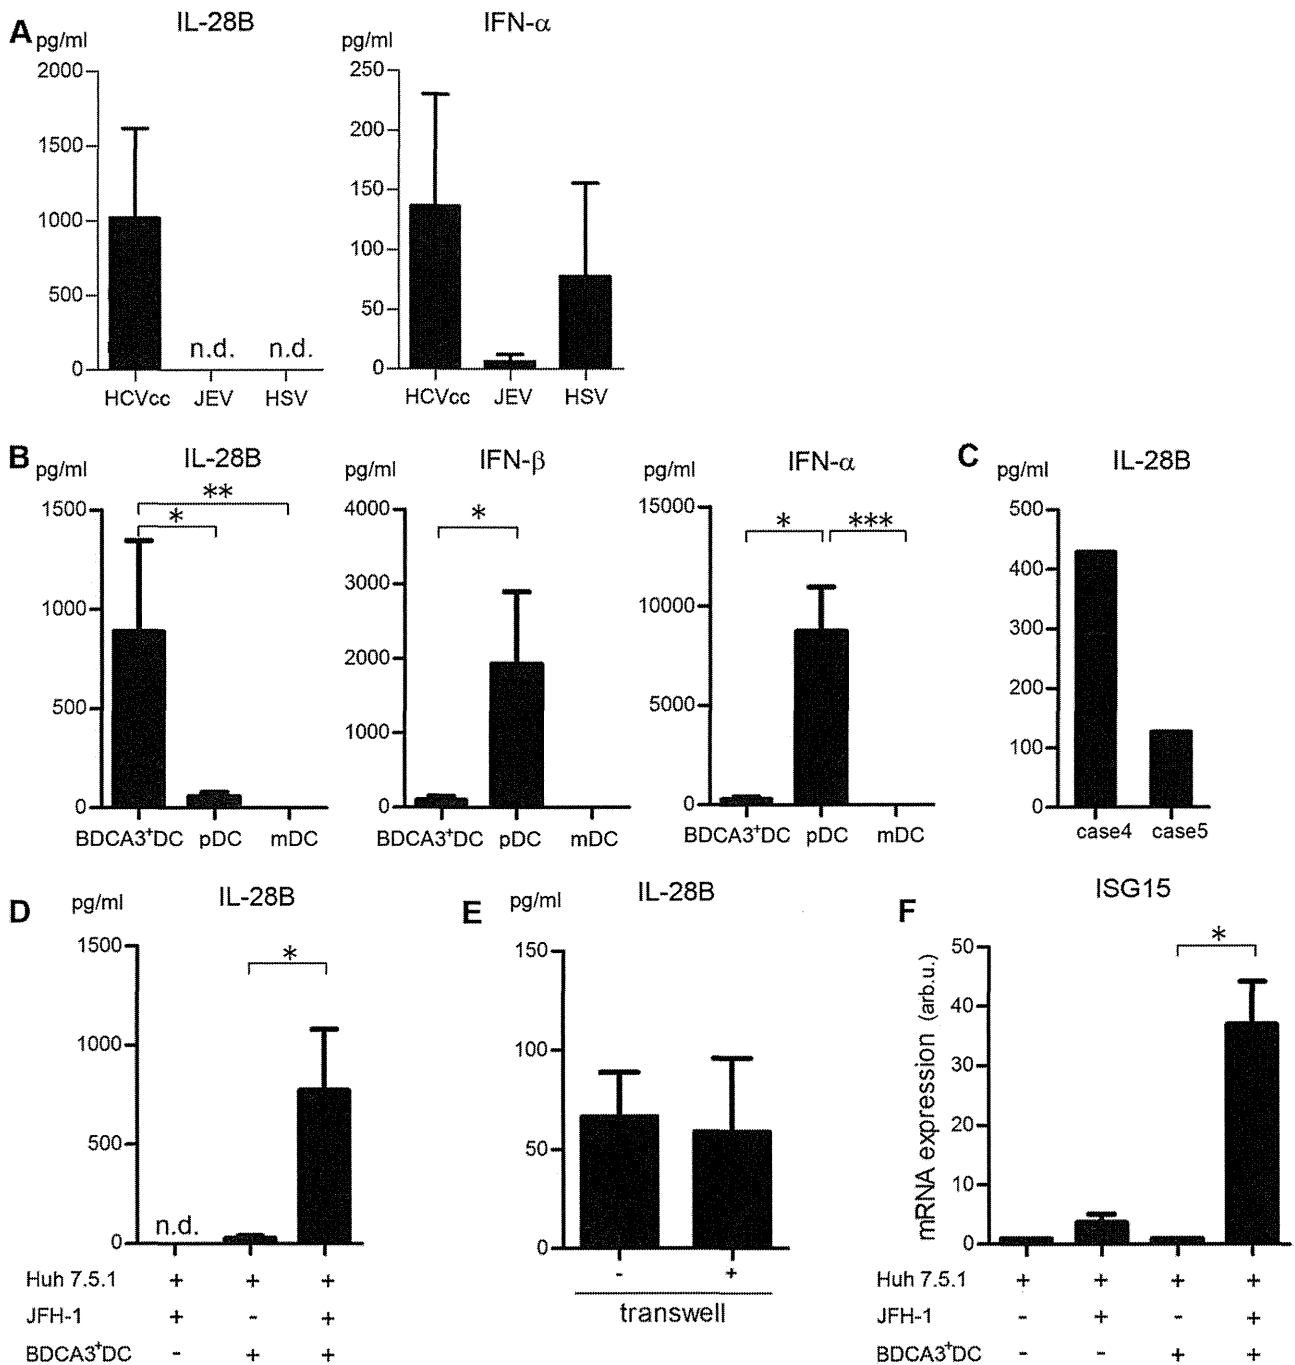 A
IL-28B
pg/ml
2000
1500
1000
500
0
n.d.
n.d.
HCVcc JEV HSV
IFN-α
pg/ml
250
200
150
100
50
0
HCVcc JEV HSV
B
IL-28B
pg/ml
1500
1000
500
0
**
*
BDCA3⁺DC pDC mDC
IFN-β
pg/ml
4000
3000
2000
1000
0
*
BDCA3⁺DC pDC mDC
IFN-α
pg/ml
15000
10000
5000
0
* ***
BDCA3⁺DC pDC mDC
C
IL-28B
pg/ml
500
400
300
200
100
0
case4 case5
D
IL-28B
pg/ml
1500
1000
500
0
*
n.d.
Huh 7.5.1 + + +
JFH-1 + - +
BDCA3⁺DC - + +
E
IL-28B
pg/ml
150
100
50
0
- +
transwell
F
ISG15
mRNA expression (arb.u.)
50
40
30
20
10
0
*
Huh 7.5.1 + + + +
JFH-1 - + - +
BDCA3⁺DC - - + +